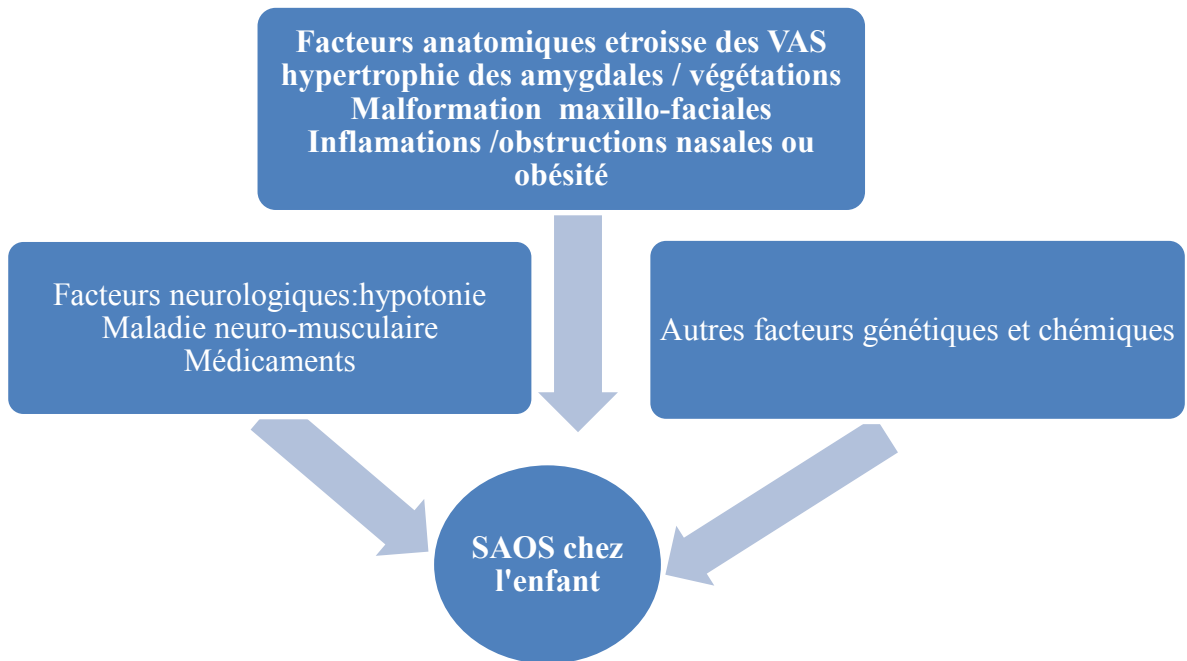 Facteurs anatomiques etroisse des VAS
hypertrophie des amygdales / végétations
Malformation maxillo-faciales
Inflamations /obstructions nasales ou
obésité
Facteurs neurologiques:hypotonie
Maladie neuro-musculaire
Médicaments
Autres facteurs génétiques et chémiques
SAOS chez
l'enfant